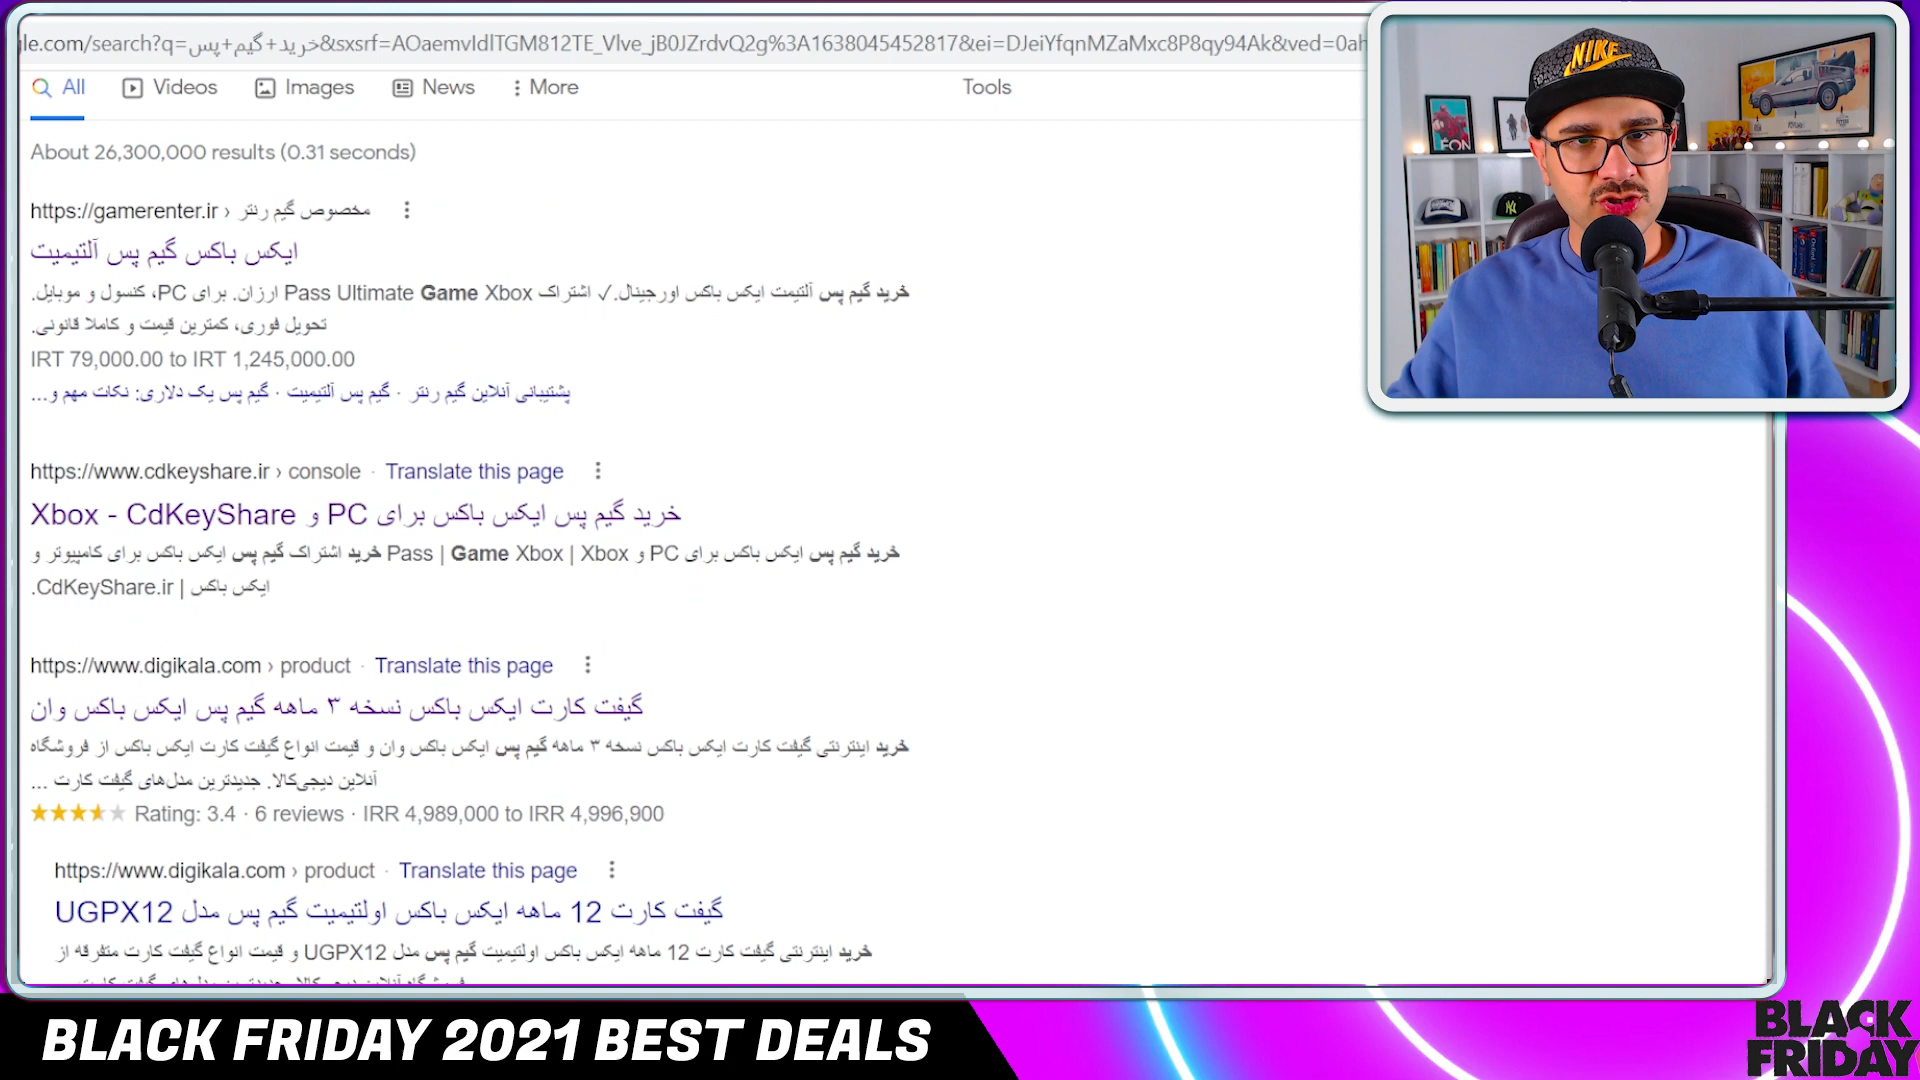 le.com/search?q=خرید+گیم+پس&sxsrf=AOaemvIdlTGM812TE_Vlve_jB0JZrdvQ2g%3A1638045452817&ei=DJeiYfqnMZaMxc8P8qy94Ak&ved=0ah
All Videos Images News More Tools
About 26,300,000 results (0.31 seconds)
https://gamerenter.ir › مخصوص گیم رنتر
ایکس باکس گیم پس آلتیمیت
خرید گیم پس آلتیمت ایکس باکس اورجینال.✓ اشتراک Pass Ultimate Game Xbox ارزان. برای PC، کنسول و موبایل.
تحویل فوری، کمترین قیمت و کاملا قانونی.
IRT 79,000.00 to IRT 1,245,000.00
پشتیبانی آنلاین گیم رنتر · گیم پس آلتیمیت · گیم پس یک دلاری: نکات مهم و...
https://www.cdkeyshare.ir › console · Translate this page
خرید گیم پس ایکس باکس برای PC و Xbox - CdKeyShare
خرید گیم پس ایکس باکس برای PC و Pass | Game Xbox | Xbox خرید اشتراک گیم پس ایکس باکس برای کامپیوتر و
ایکس باکس | CdKeyShare.ir.
https://www.digikala.com › product · Translate this page
گیفت کارت ایکس باکس نسخه ۳ ماهه گیم پس ایکس باکس وان
خرید اینترنتی گیفت کارت ایکس باکس نسخه ۳ ماهه گیم پس ایکس باکس وان و قیمت انواع گیفت کارت ایکس باکس از فروشگاه
آنلاین دیجی‌کالا. جدیدترین مدل‌های گیفت کارت ...
Rating: 3.4 · 6 reviews · IRR 4,989,000 to IRR 4,996,900
https://www.digikala.com › product · Translate this page
گیفت کارت 12 ماهه ایکس باکس اولتیمیت گیم پس مدل UGPX12
خرید اینترنتی گیفت کارت 12 ماهه ایکس باکس اولتیمیت گیم پس مدل UGPX12 و قیمت انواع گیفت کارت متفرقه از
NIKE
BLACK FRIDAY 2021 BEST DEALS
BLACK
FRIDAY